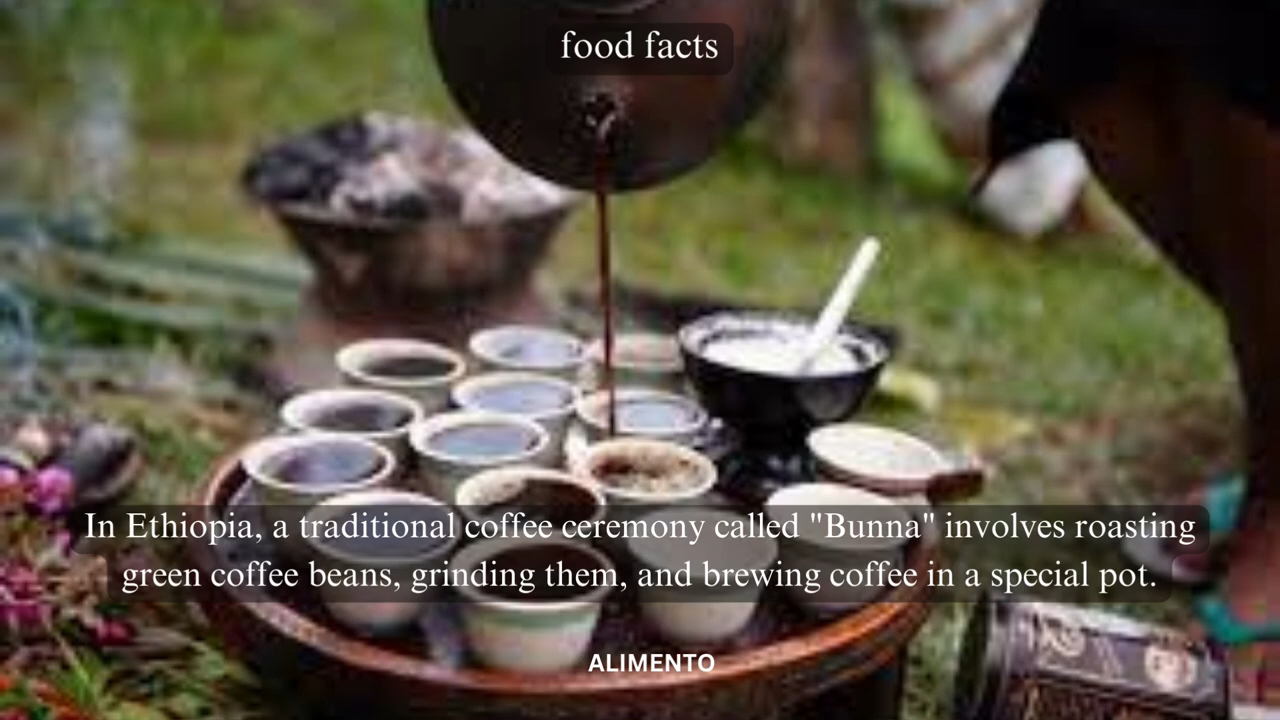 food facts
In Ethiopia, a traditional coffee ceremony called "Bunna" involves roasting
green coffee beans, grinding them, and brewing coffee in a special pot.
ALIMENTO